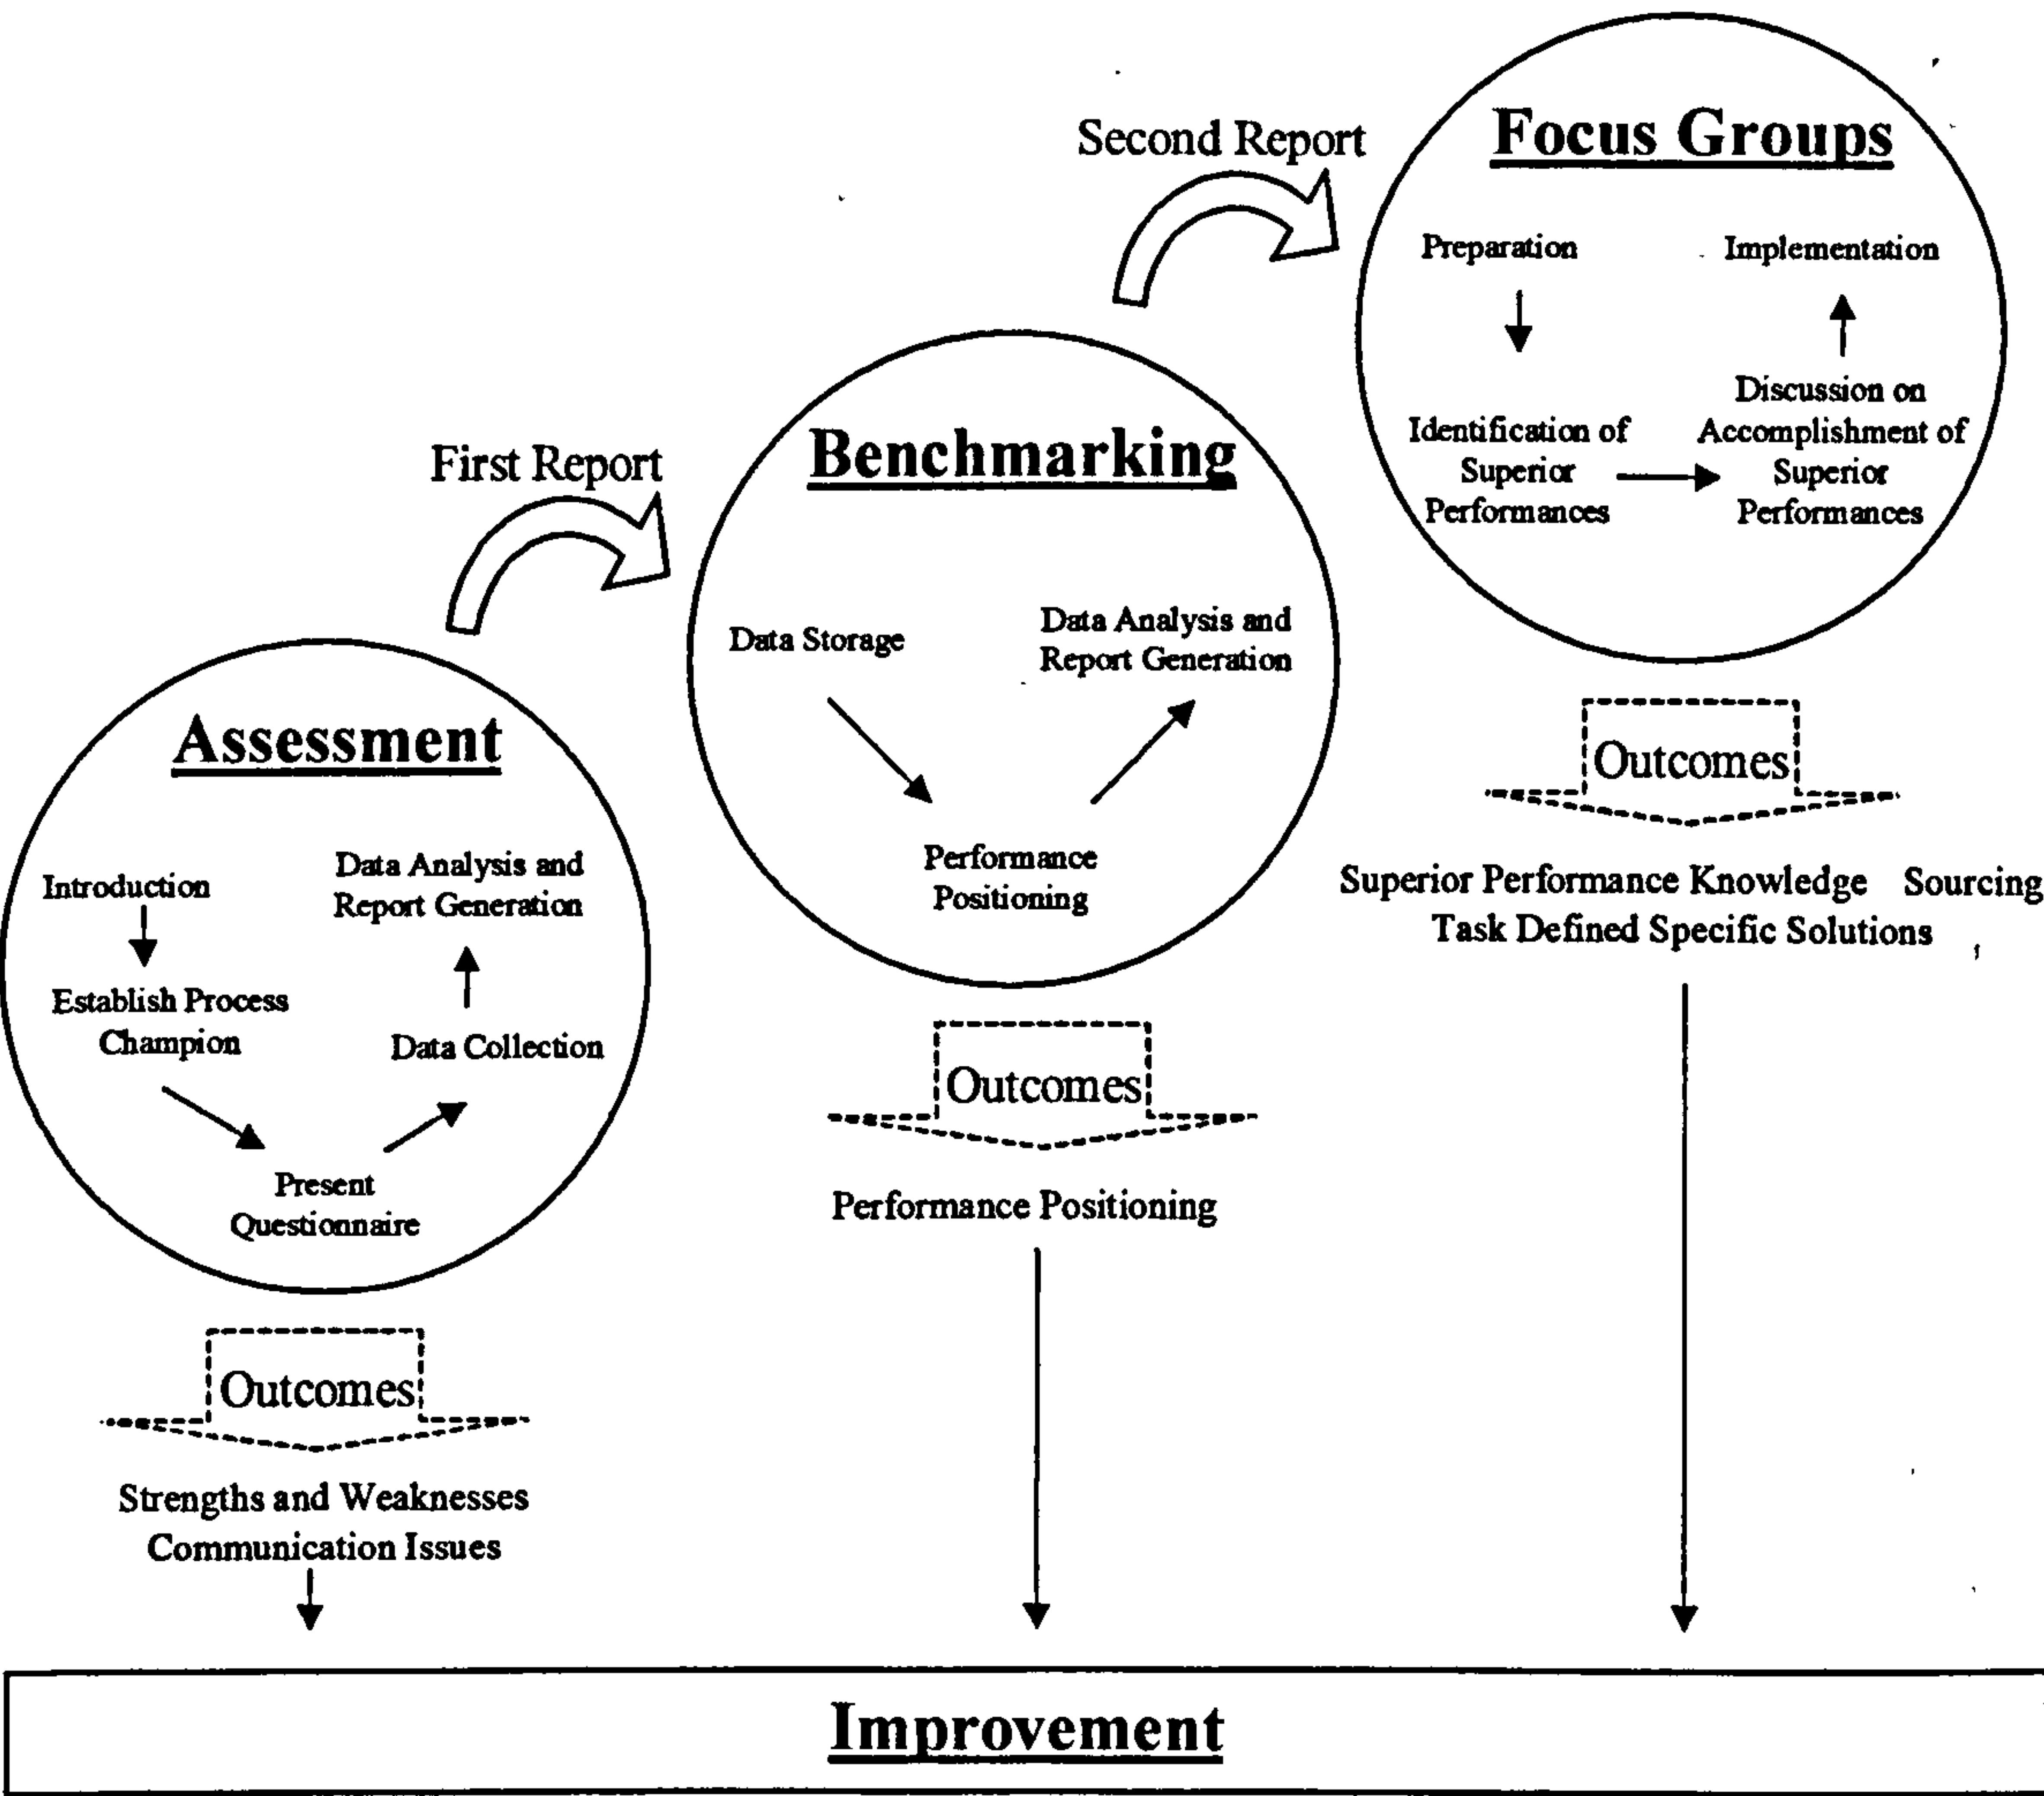 Second Report
Focus Groups
Preparation
Implementation
Identification of
Superior
Performances
Discussion on
Accomplishment of
Superior
Performances
First Report
Benchmarking
Data Storage
Data Analysis and
Report Generation
Performance
Positioning
Assessment
Introduction
Data Analysis and
Report Generation
Establish Process
Champion
Data Collection
Present
Questionnaire
Outcomes
Superior Performance Knowledge Sourcing
Task Defined Specific Solutions
Outcomes
Performance Positioning
Outcomes
Strengths and Weaknesses
Communication Issues
Improvement